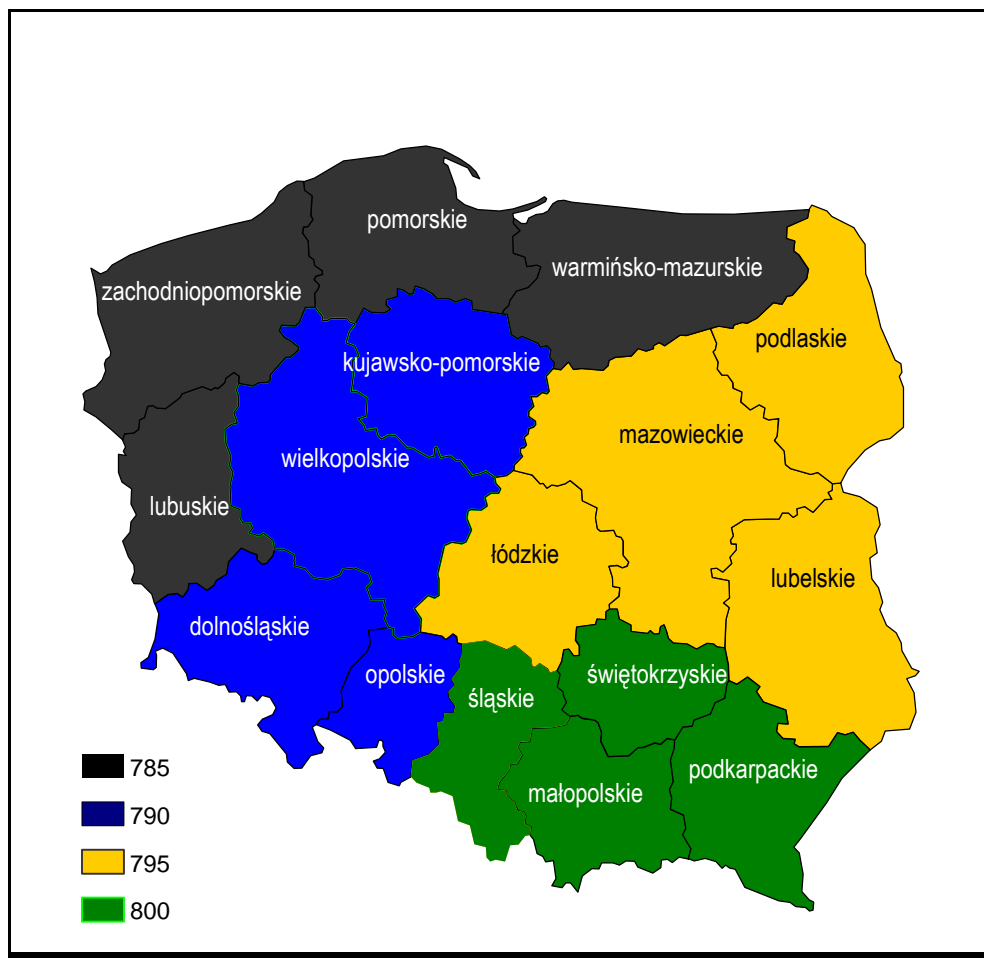 pomorskie
warmińsko-mazurskie
zachodniopomorskie
podlaskie
kujawsko-pomorskie
mazowieckie
wielkopolskie
lubuskie
łódzkie
lubelskie
dolnośląskie
opolskie
świętokrzyskie
śląskie
podkarpackie
małopolskie
785
790
795
800